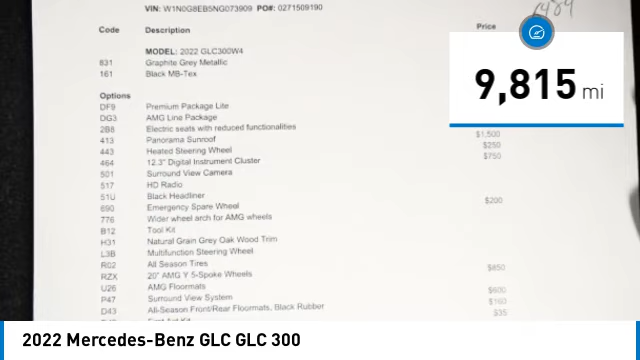 VIN: W1N0G8EB5NG073909 PO#: 0271509190
Code Description Price
MODEL: 2022 GLC300W4
831 Graphite Grey Metallic
161 Black MB-Tex
Options
DF9 Premium Package Lite
DG3 AMG Line Package
2B8 Electric seats with reduced functionalities
413 Panorama Sunroof $1,500
443 Heated Steering Wheel $250
464 12.3" Digital Instrument Cluster $750
501 Surround View Camera
517 HD Radio
51U Black Headliner
690 Emergency Spare Wheel $200
776 Wider wheel arch for AMG wheels
B12 Tool Kit
H31 Natural Grain Grey Oak Wood Trim
L3B Multifunction Steering Wheel
R02 All Season Tires
RZX 20" AMG Y 5-Spoke Wheels $850
U26 AMG Floormats
P47 Surround View System $600
D43 All-Season Front/Rear Floormats, Black Rubber $160
$35
9,815 mi
2022 Mercedes-Benz GLC GLC 300